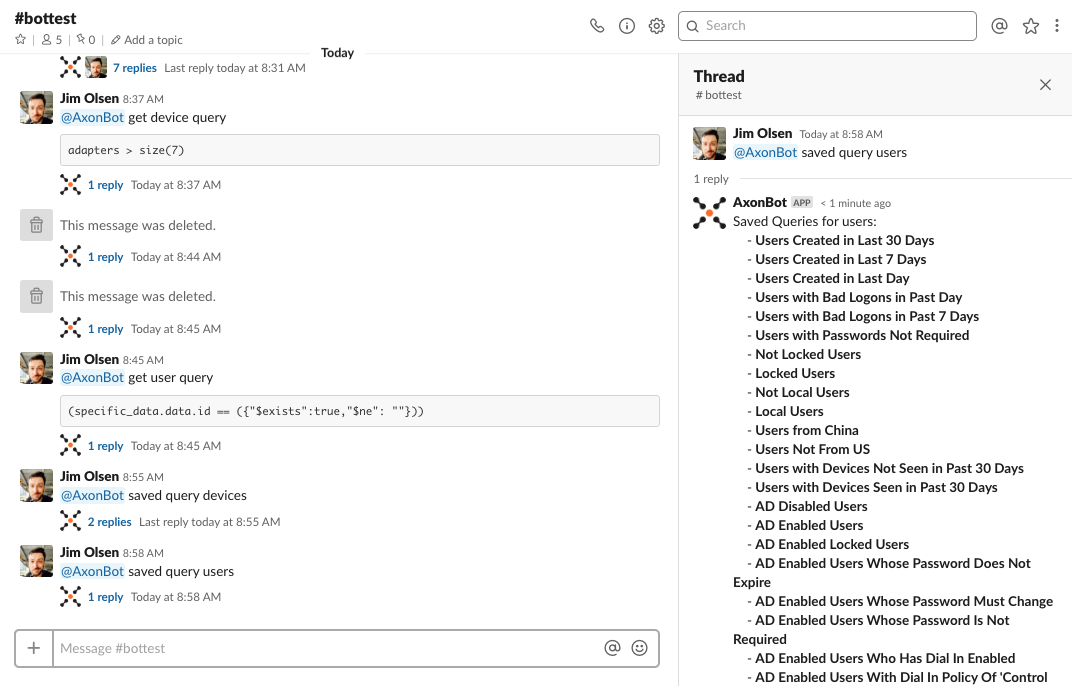 #bottest
5
0
Add a topic
Search
Today
7 replies Last reply today at 8:31 AM
Jim Olsen 8:37 AM
@AxonBot get device query
adapters > size(7)
1 reply Today at 8:37 AM
This message was deleted.
1 reply Today at 8:44 AM
This message was deleted.
1 reply Today at 8:45 AM
Jim Olsen 8:45 AM
@AxonBot get user query
(specific_data.data.id == ({"$exists":true,"$ne": ""}))
1 reply Today at 8:45 AM
Jim Olsen 8:55 AM
@AxonBot saved query devices
2 replies Last reply today at 8:55 AM
Jim Olsen 8:58 AM
@AxonBot saved query users
1 reply Today at 8:58 AM
Message #bottest
Thread
# bottest
Jim Olsen Today at 8:58 AM
@AxonBot saved query users
1 reply
AxonBot APP < 1 minute ago
Saved Queries for users:
- Users Created in Last 30 Days
- Users Created in Last 7 Days
- Users Created in Last Day
- Users with Bad Logons in Past Day
- Users with Bad Logons in Past 7 Days
- Users with Passwords Not Required
- Not Locked Users
- Locked Users
- Not Local Users
- Local Users
- Users from China
- Users Not From US
- Users with Devices Not Seen in Past 30 Days
- Users with Devices Seen in Past 30 Days
- AD Disabled Users
- AD Enabled Users
- AD Enabled Locked Users
- AD Enabled Users Whose Password Does Not
Expire
- AD Enabled Users Whose Password Must Change
- AD Enabled Users Whose Password Is Not
Required
- AD Enabled Users Who Has Dial In Enabled
- AD Enabled Users With Dial In Policy Of 'Control